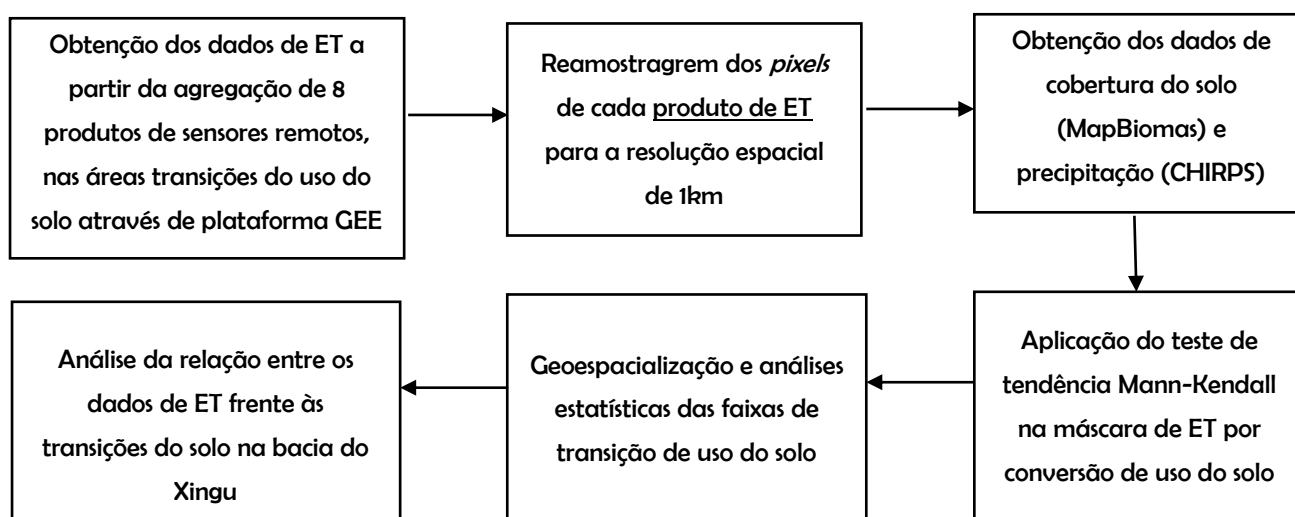 Obtenção dos dados de ET a
partir da agregação de 8
produtos de sensores remotos,
nas áreas transições do uso do
solo através de plataforma GEE
Reamostragrem dos pixels
de cada produto de ET
para a resolução espacial
de 1km
Obtenção dos dados de
cobertura do solo
(MapBiomas) e
precipitação (CHIRPS)
Aplicação do teste de
tendência Mann-Kendall
na máscara de ET por
conversão de uso do solo
Geoespacialização e análises
estatísticas das faixas de
transição de uso do solo
Análise da relação entre os
dados de ET frente às
transições do solo na bacia do
Xingu